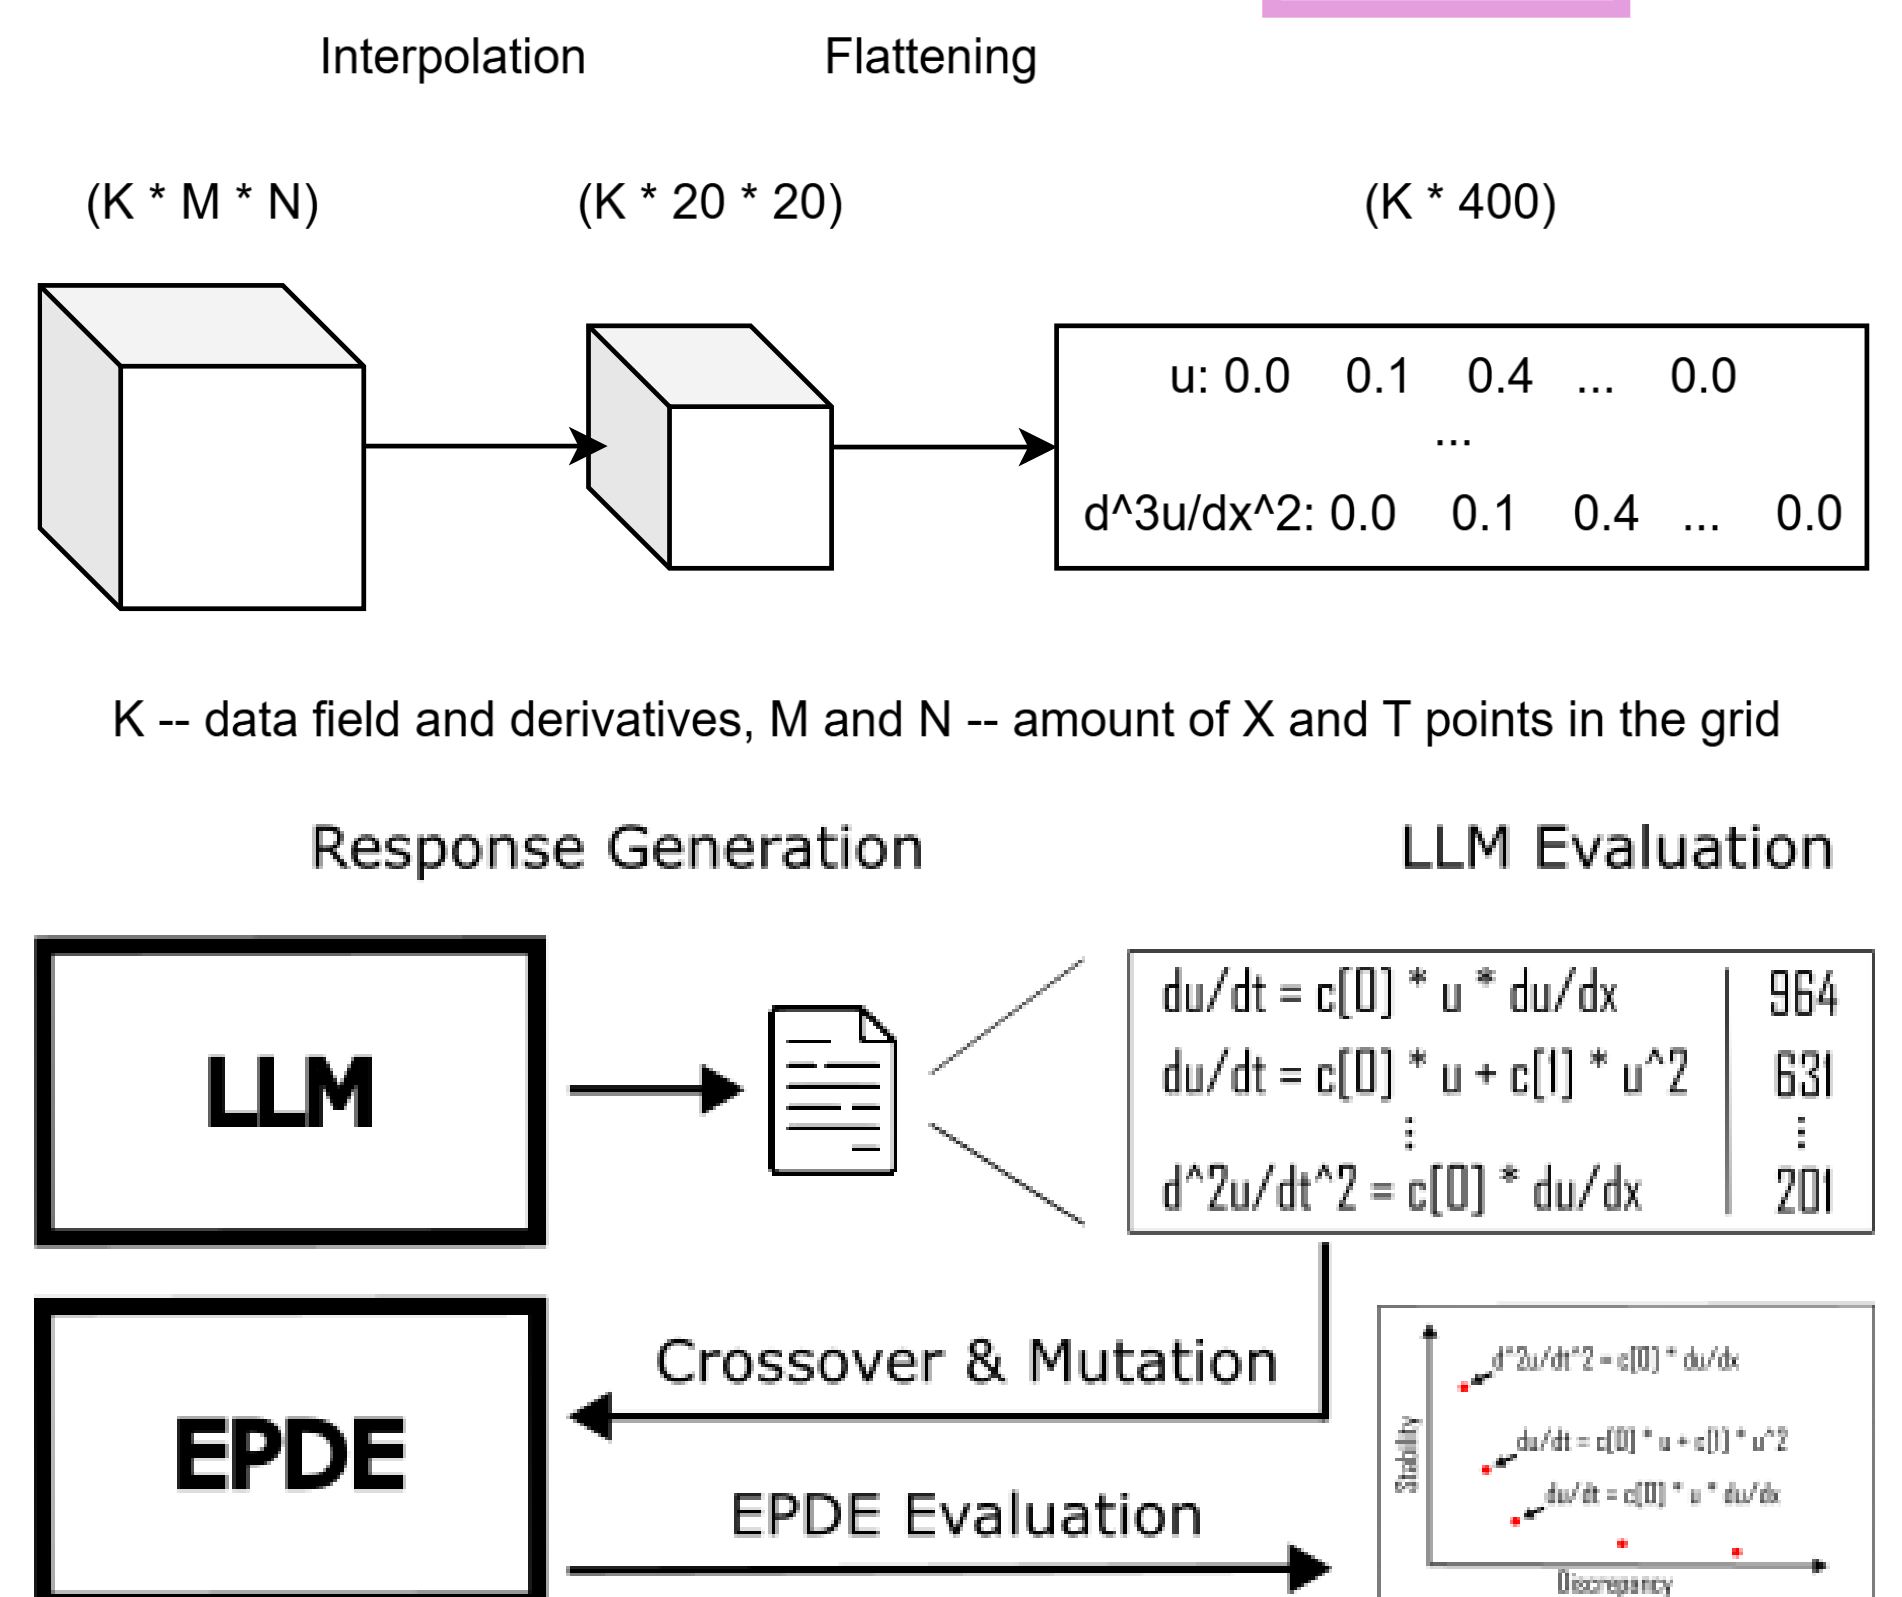 Interpolation Flattening
(K * M * N) (K * 20 * 20) (K * 400)
u: 0.0 0.1 0.4 ... 0.0
...
d^3u/dx^2: 0.0 0.1 0.4 ... 0.0
K -- data field and derivatives, M and N -- amount of X and T points in the grid
Response Generation LLM Evaluation
LLM
du/dt = c[0] * u * du/dx 964
du/dt = c[0] * u + c[1] * u^2 631
⋮ ⋮
d^2u/dt^2 = c[0] * du/dx 201
Crossover & Mutation
EPDE
EPDE Evaluation
Stability
d^2u/dt^2 = c[0] * du/dx
du/dt = c[0] * u + c[1] * u^2
du/dt = c[0] * u * du/dx
Discrepancy